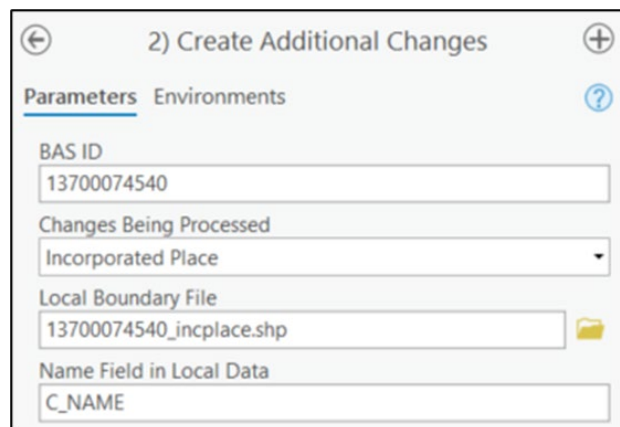 2) Create Additional Changes
Parameters Environments
BAS ID
13700074540
Changes Being Processed
Incorporated Place
Local Boundary File
13700074540_incplace.shp
Name Field in Local Data
C_NAME